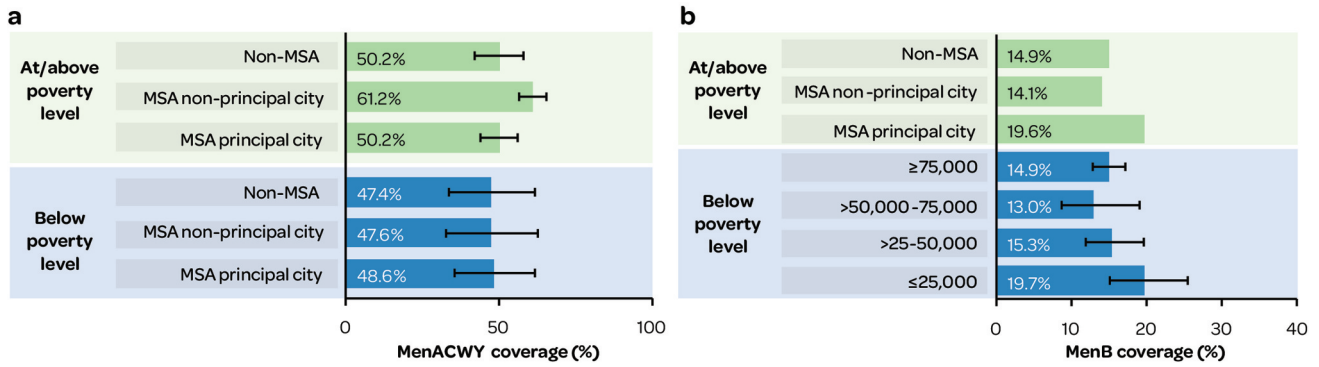 a
At/above
poverty
level
Non-MSA
50.2%
MSA non-principal city
61.2%
MSA principal city
50.2%
Below
poverty
level
Non-MSA
47.4%
MSA non-principal city
47.6%
MSA principal city
48.6%
0 50 100
MenACWY coverage (%)
b
At/above
poverty
level
Non-MSA
14.9%
MSA non-principal city
14.1%
MSA principal city
19.6%
Below
poverty
level
≥75,000
14.9%
>50,000-75,000
13.0%
>25-50,000
15.3%
≤25,000
19.7%
0 10 20 30 40
MenB coverage (%)